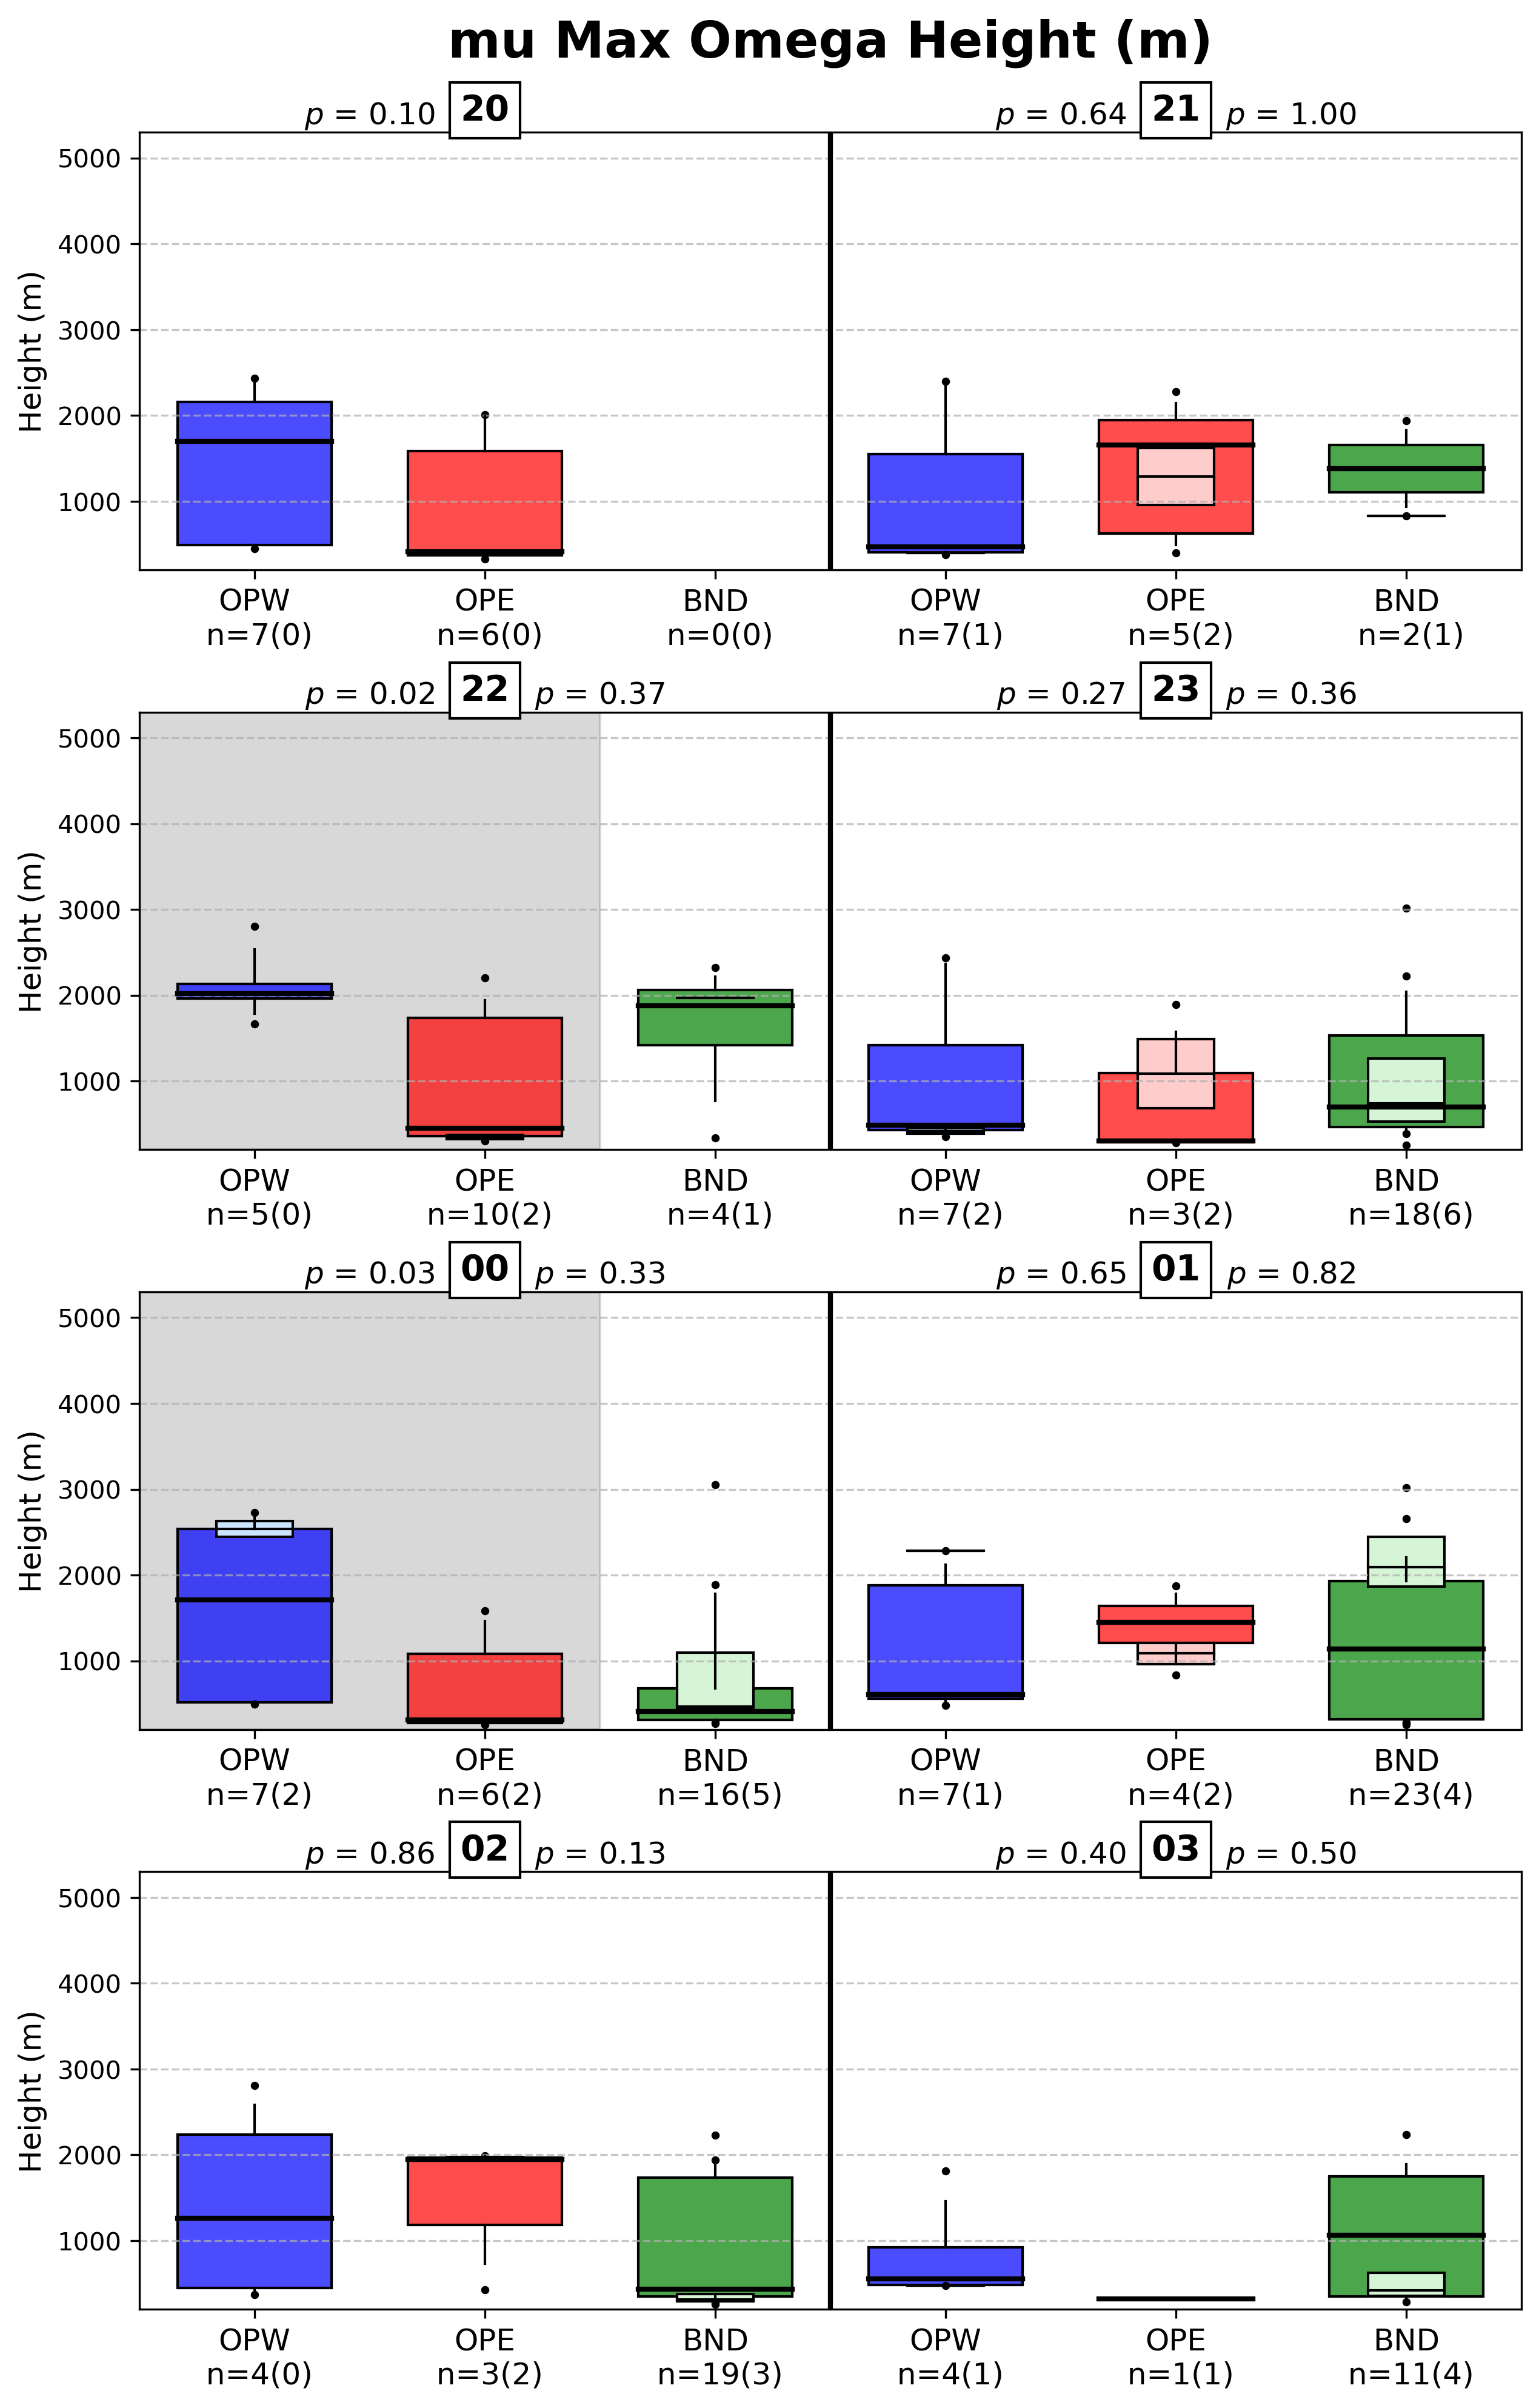 mu Max Omega Height (m)
p = 0.10 20
p = 0.64 21 p = 1.00
Height (m)
5000
4000
3000
2000
1000
OPW OPE BND OPW OPE BND
n=7(0) n=6(0) n=0(0) n=7(1) n=5(2) n=2(1)
p = 0.02 22 p = 0.37
p = 0.27 23 p = 0.36
Height (m)
5000
4000
3000
2000
1000
OPW OPE BND OPW OPE BND
n=5(0) n=10(2) n=4(1) n=7(2) n=3(2) n=18(6)
p = 0.03 00 p = 0.33
p = 0.65 01 p = 0.82
Height (m)
5000
4000
3000
2000
1000
OPW OPE BND OPW OPE BND
n=7(2) n=6(2) n=16(5) n=7(1) n=4(2) n=23(4)
p = 0.86 02 p = 0.13
p = 0.40 03 p = 0.50
Height (m)
5000
4000
3000
2000
1000
OPW OPE BND OPW OPE BND
n=4(0) n=3(2) n=19(3) n=4(1) n=1(1) n=11(4)